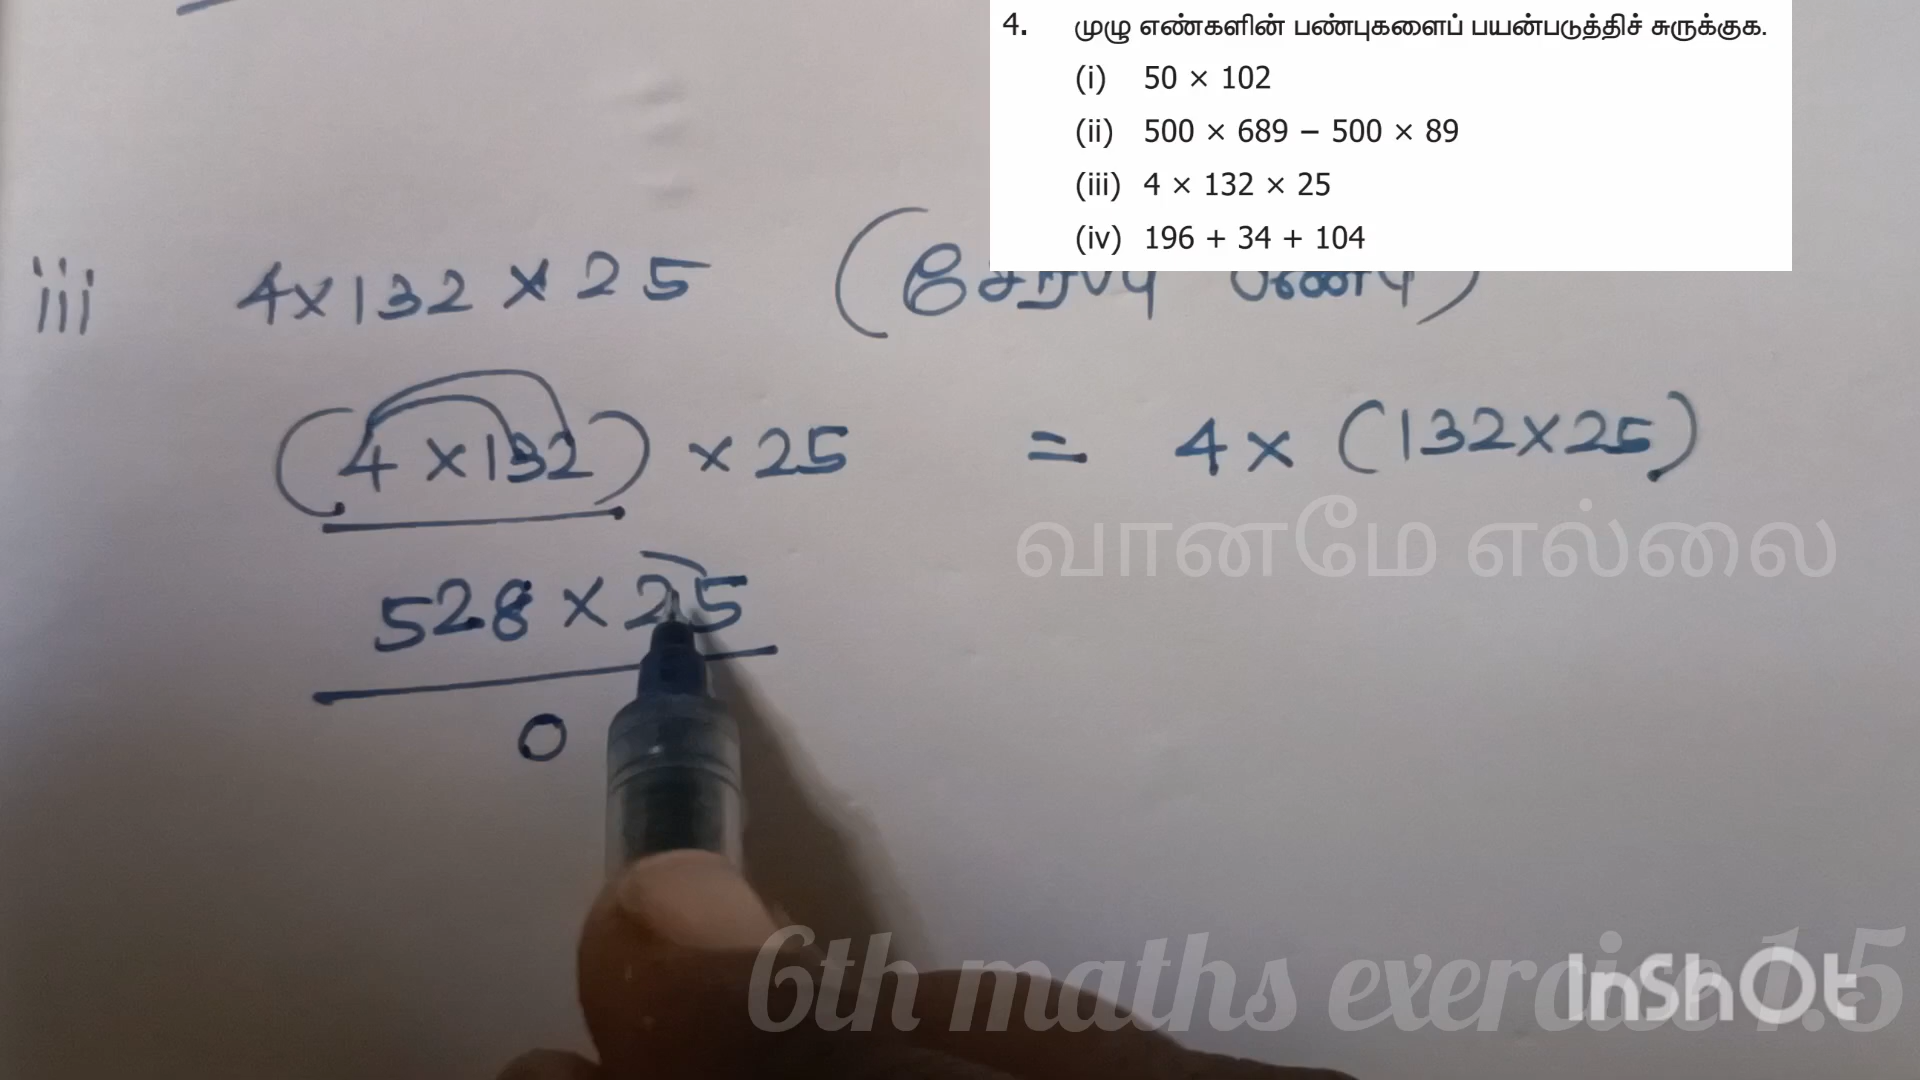 4. முழு எண்களின் பண்புகளைப் பயன்படுத்திச் சுருக்குக.
(i) 50 × 102
(ii) 500 × 689 – 500 × 89
(iii) 4 × 132 × 25
(iv) 196 + 34 + 104
iii 4×132×25 (சேர்ப்பு பண்பு)
(4×132) × 25 = 4× (132×25)
வானமே எல்லை
528 × 25
0
6th maths exercise 1.5
InShOt